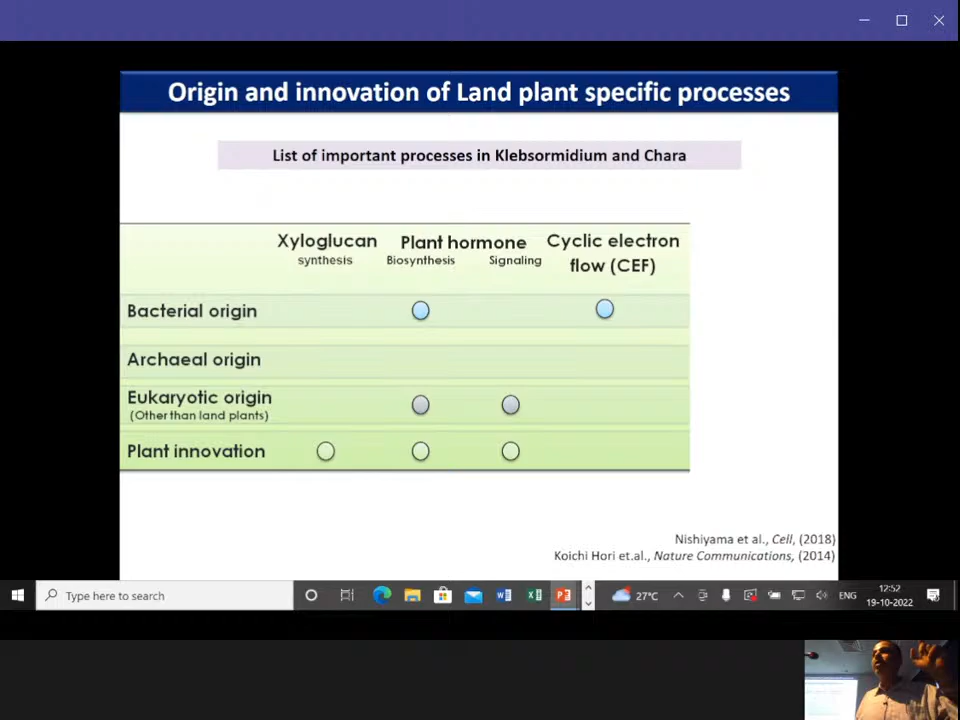 Origin and innovation of Land plant specific processes
List of important processes in Klebsormidium and Chara
Xyloglucan Plant hormone Cyclic electron
synthesis Biosynthesis Signaling flow (CEF)
Bacterial origin
Archaeal origin
Eukaryotic origin
(Other than land plants)
Plant innovation
Nishiyama et al., Cell, (2018)
Koichi Hori et.al., Nature Communications, (2014)
Type here to search
27°C
ENG
12:52
19-10-2022